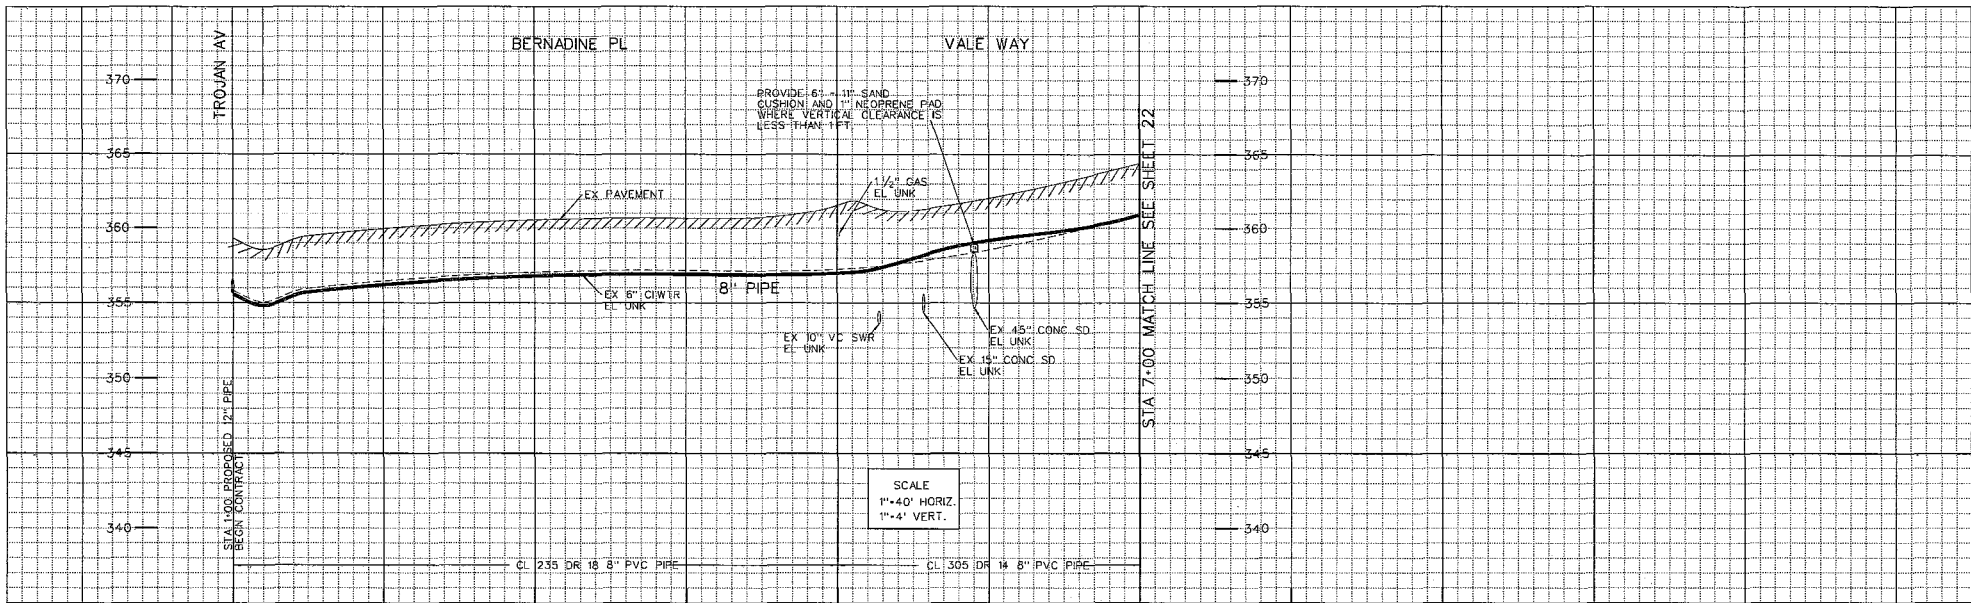 TROJAN AV
BERNADINE PL
VALE WAY
370
365
360
355
350
345
340
PROVIDE 6" - 11" SAND
CUSHION AND 1" NEOPRENE PAD
WHERE VERTICAL CLEARANCE IS
LESS THAN 1 FT.
EX PAVEMENT
1 1/2" GAS
EL UNK
EX 6" CI WTR
EL UNK
8" PIPE
EX 10" VC SWR
EL UNK
EX 15" CONC SD
EL UNK
EX 45" CONC SD
EL UNK
STA 7+00 MATCH LINE SEE SHEET 22
370
365
360
355
350
345
340
STA 1+00 PROPOSED 12" PIPE
BEGIN CONTRACT
SCALE
1"=40' HORIZ.
1"=4' VERT.
CL 235 DR 18 8" PVC PIPE
CL 305 DR 14 8" PVC PIPE